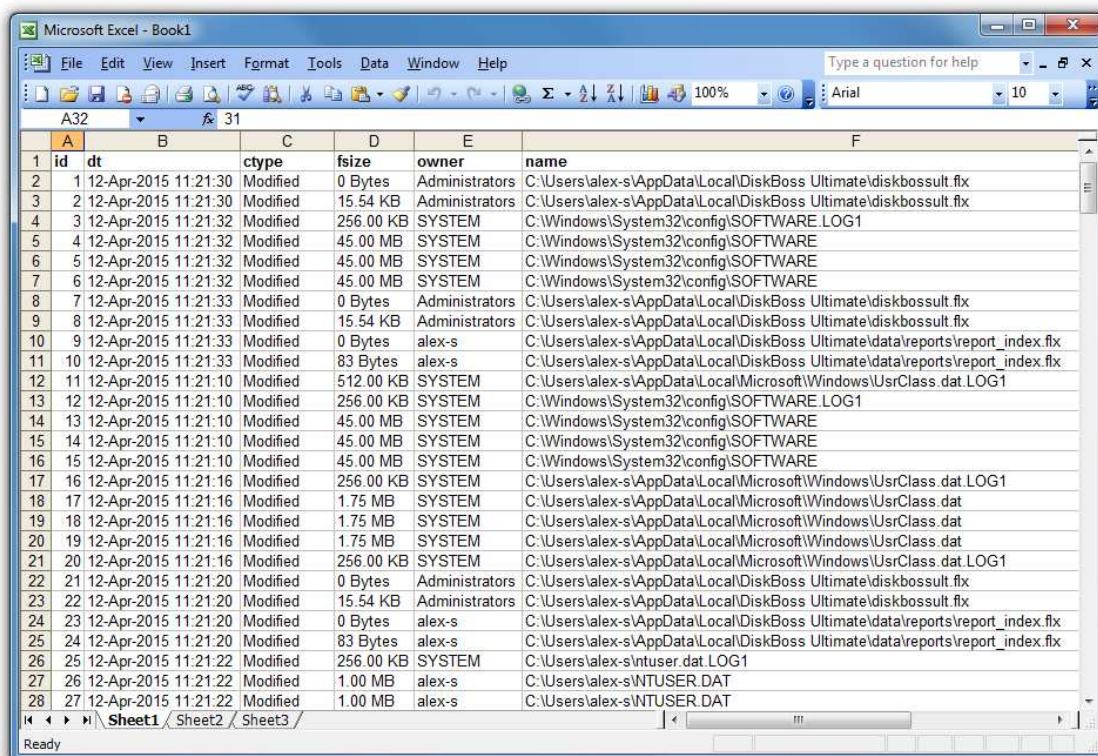 Microsoft Excel - Book1
File Edit View Insert Format Tools Data Window Help Type a question for help
100% Arial 10
A32 fx 31
A B C D E F
1 id dt ctype fsize owner name
2 1 12-Apr-2015 11:21:30 Modified 0 Bytes Administrators C:\Users\alex-s\AppData\Local\DiskBoss Ultimate\diskbossult.flx
3 2 12-Apr-2015 11:21:30 Modified 15.54 KB Administrators C:\Users\alex-s\AppData\Local\DiskBoss Ultimate\diskbossult.flx
4 3 12-Apr-2015 11:21:32 Modified 256.00 KB SYSTEM C:\Windows\System32\config\SOFTWARE.LOG1
5 4 12-Apr-2015 11:21:32 Modified 45.00 MB SYSTEM C:\Windows\System32\config\SOFTWARE
6 5 12-Apr-2015 11:21:32 Modified 45.00 MB SYSTEM C:\Windows\System32\config\SOFTWARE
7 6 12-Apr-2015 11:21:32 Modified 45.00 MB SYSTEM C:\Windows\System32\config\SOFTWARE
8 7 12-Apr-2015 11:21:33 Modified 0 Bytes Administrators C:\Users\alex-s\AppData\Local\DiskBoss Ultimate\diskbossult.flx
9 8 12-Apr-2015 11:21:33 Modified 15.54 KB Administrators C:\Users\alex-s\AppData\Local\DiskBoss Ultimate\diskbossult.flx
10 9 12-Apr-2015 11:21:33 Modified 0 Bytes alex-s C:\Users\alex-s\AppData\Local\DiskBoss Ultimate\data\reports\report_index.flx
11 10 12-Apr-2015 11:21:33 Modified 83 Bytes alex-s C:\Users\alex-s\AppData\Local\DiskBoss Ultimate\data\reports\report_index.flx
12 11 12-Apr-2015 11:21:10 Modified 512.00 KB SYSTEM C:\Users\alex-s\AppData\Local\Microsoft\Windows\UsrClass.dat.LOG1
13 12 12-Apr-2015 11:21:10 Modified 256.00 KB SYSTEM C:\Windows\System32\config\SOFTWARE.LOG1
14 13 12-Apr-2015 11:21:10 Modified 45.00 MB SYSTEM C:\Windows\System32\config\SOFTWARE
15 14 12-Apr-2015 11:21:10 Modified 45.00 MB SYSTEM C:\Windows\System32\config\SOFTWARE
16 15 12-Apr-2015 11:21:10 Modified 45.00 MB SYSTEM C:\Windows\System32\config\SOFTWARE
17 16 12-Apr-2015 11:21:16 Modified 256.00 KB SYSTEM C:\Users\alex-s\AppData\Local\Microsoft\Windows\UsrClass.dat.LOG1
18 17 12-Apr-2015 11:21:16 Modified 1.75 MB SYSTEM C:\Users\alex-s\AppData\Local\Microsoft\Windows\UsrClass.dat
19 18 12-Apr-2015 11:21:16 Modified 1.75 MB SYSTEM C:\Users\alex-s\AppData\Local\Microsoft\Windows\UsrClass.dat
20 19 12-Apr-2015 11:21:16 Modified 1.75 MB SYSTEM C:\Users\alex-s\AppData\Local\Microsoft\Windows\UsrClass.dat
21 20 12-Apr-2015 11:21:16 Modified 256.00 KB SYSTEM C:\Users\alex-s\AppData\Local\Microsoft\Windows\UsrClass.dat.LOG1
22 21 12-Apr-2015 11:21:20 Modified 0 Bytes Administrators C:\Users\alex-s\AppData\Local\DiskBoss Ultimate\diskbossult.flx
23 22 12-Apr-2015 11:21:20 Modified 15.54 KB Administrators C:\Users\alex-s\AppData\Local\DiskBoss Ultimate\diskbossult.flx
24 23 12-Apr-2015 11:21:20 Modified 0 Bytes alex-s C:\Users\alex-s\AppData\Local\DiskBoss Ultimate\data\reports\report_index.flx
25 24 12-Apr-2015 11:21:20 Modified 83 Bytes alex-s C:\Users\alex-s\AppData\Local\DiskBoss Ultimate\data\reports\report_index.flx
26 25 12-Apr-2015 11:21:22 Modified 256.00 KB SYSTEM C:\Users\alex-s\ntuser.dat.LOG1
27 26 12-Apr-2015 11:21:22 Modified 1.00 MB alex-s C:\Users\alex-s\NTUSER.DAT
28 27 12-Apr-2015 11:21:22 Modified 1.00 MB alex-s C:\Users\alex-s\NTUSER.DAT
Sheet1 Sheet2 Sheet3
Ready